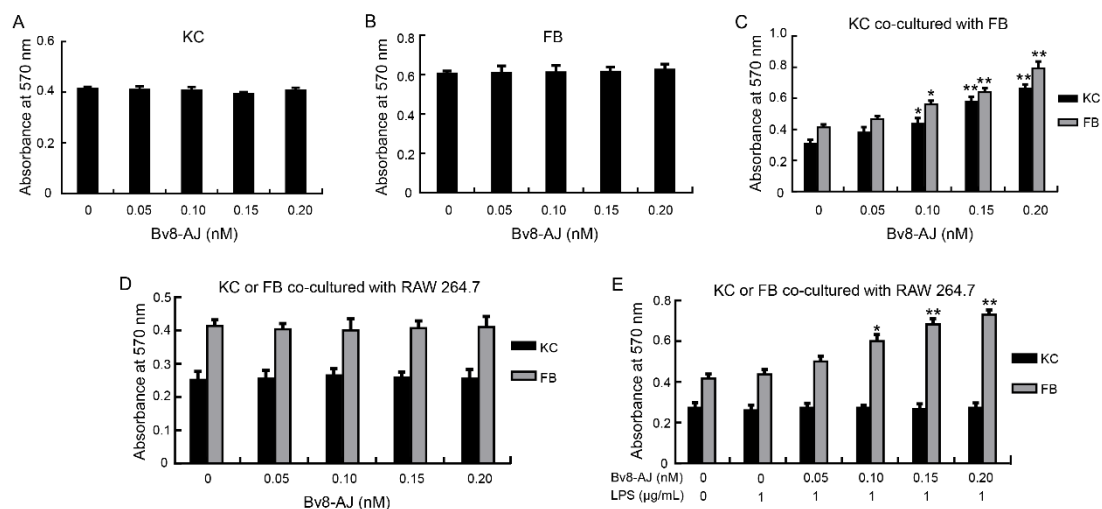 A
KC
Absorbance at 570 nm
0.6
0.4
0.2
0
0 0.05 0.10 0.15 0.20
Bv8-AJ (nM)
B
FB
Absorbance at 570 nm
0.8
0.6
0.4
0.2
0
0 0.05 0.10 0.15 0.20
Bv8-AJ (nM)
C
KC co-cultured with FB
Absorbance at 570 nm
1.0
0.8
0.6
0.4
0.2
0
* * ** ** ** **
KC
FB
0 0.05 0.10 0.15 0.20
Bv8-AJ (nM)
D
KC or FB co-cultured with RAW 264.7
Absorbance at 570 nm
0.5
0.4
0.3
0.2
0.1
0
KC
FB
0 0.05 0.10 0.15 0.20
Bv8-AJ (nM)
E
KC or FB co-cultured with RAW 264.7
Absorbance at 570 nm
0.8
0.6
0.4
0.2
0
* ** **
KC
FB
Bv8-AJ (nM) 0 0 0.05 0.10 0.15 0.20
LPS (μg/mL) 0 1 1 1 1 1